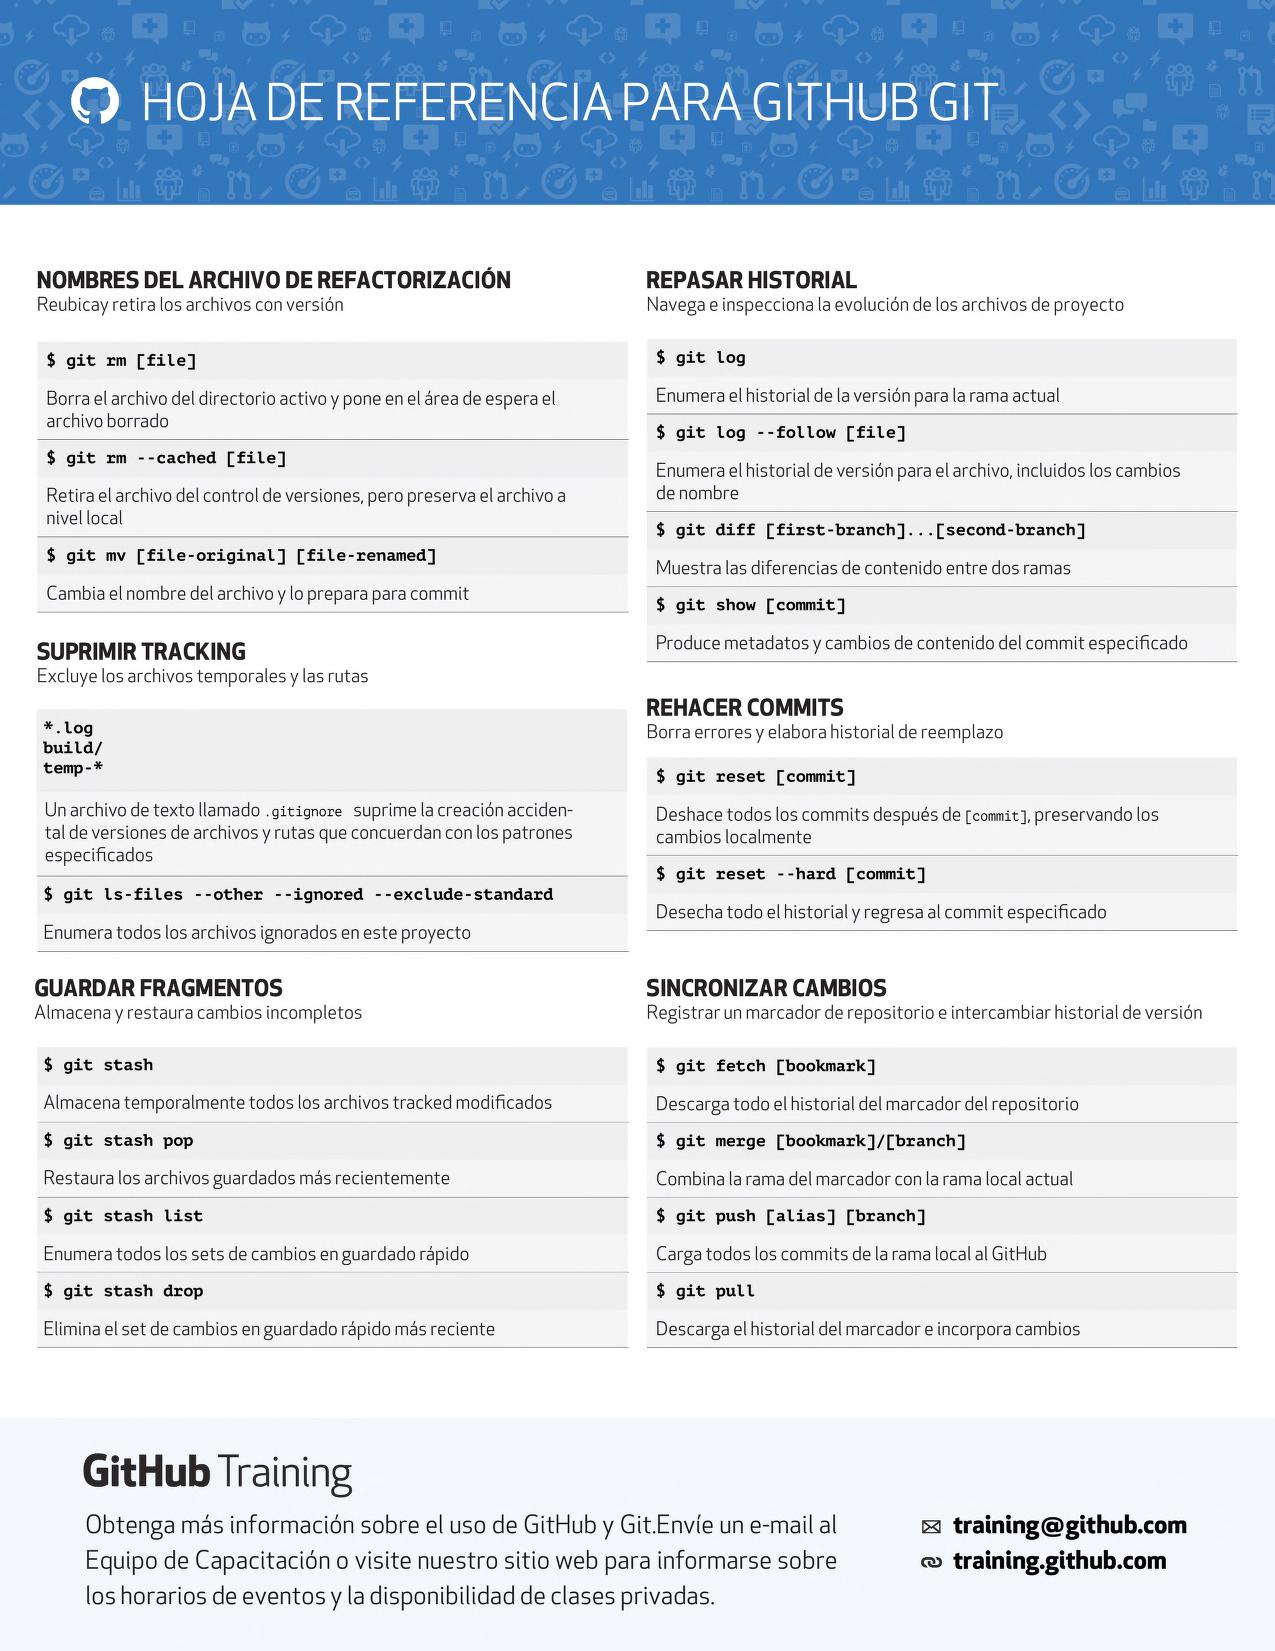 HOJA DE REFERENCIA PARA GITHUB GIT
NOMBRES DEL ARCHIVO DE REFACTORIZACIÓN
Reubicay retira los archivos con versión
$ git rm [file]
Borra el archivo del directorio activo y pone en el área de espera el
archivo borrado
$ git rm --cached [file]
Retira el archivo del control de versiones, pero preserva el archivo a
nivel local
$ git mv [file-original] [file-renamed]
Cambia el nombre del archivo y lo prepara para commit
SUPRIMIR TRACKING
Excluye los archivos temporales y las rutas
*.log
build/
temp-*
Un archivo de texto llamado .gitignore suprime la creación acciden-
tal de versiones de archivos y rutas que concuerdan con los patrones
especificados
$ git ls-files --other --ignored --exclude-standard
Enumera todos los archivos ignorados en este proyecto
GUARDAR FRAGMENTOS
Almacena y restaura cambios incompletos
$ git stash
Almacena temporalmente todos los archivos tracked modificados
$ git stash pop
Restaura los archivos guardados más recientemente
$ git stash list
Enumera todos los sets de cambios en guardado rápido
$ git stash drop
Elimina el set de cambios en guardado rápido más reciente
REPASAR HISTORIAL
Navega e inspecciona la evolución de los archivos de proyecto
$ git log
Enumera el historial de la versión para la rama actual
$ git log --follow [file]
Enumera el historial de versión para el archivo, incluidos los cambios
de nombre
$ git diff [first-branch]...[second-branch]
Muestra las diferencias de contenido entre dos ramas
$ git show [commit]
Produce metadatos y cambios de contenido del commit especificado
REHACER COMMITS
Borra errores y elabora historial de reemplazo
$ git reset [commit]
Deshace todos los commits después de [commit], preservando los
cambios localmente
$ git reset --hard [commit]
Desecha todo el historial y regresa al commit especificado
SINCRONIZAR CAMBIOS
Registrar un marcador de repositorio e intercambiar historial de versión
$ git fetch [bookmark]
Descarga todo el historial del marcador del repositorio
$ git merge [bookmark]/[branch]
Combina la rama del marcador con la rama local actual
$ git push [alias] [branch]
Carga todos los commits de la rama local al GitHub
$ git pull
Descarga el historial del marcador e incorpora cambios
GitHub Training
Obtenga más información sobre el uso de GitHub y Git.Envíe un e-mail al
Equipo de Capacitación o visite nuestro sitio web para informarse sobre
los horarios de eventos y la disponibilidad de clases privadas.
training@github.com
training.github.com